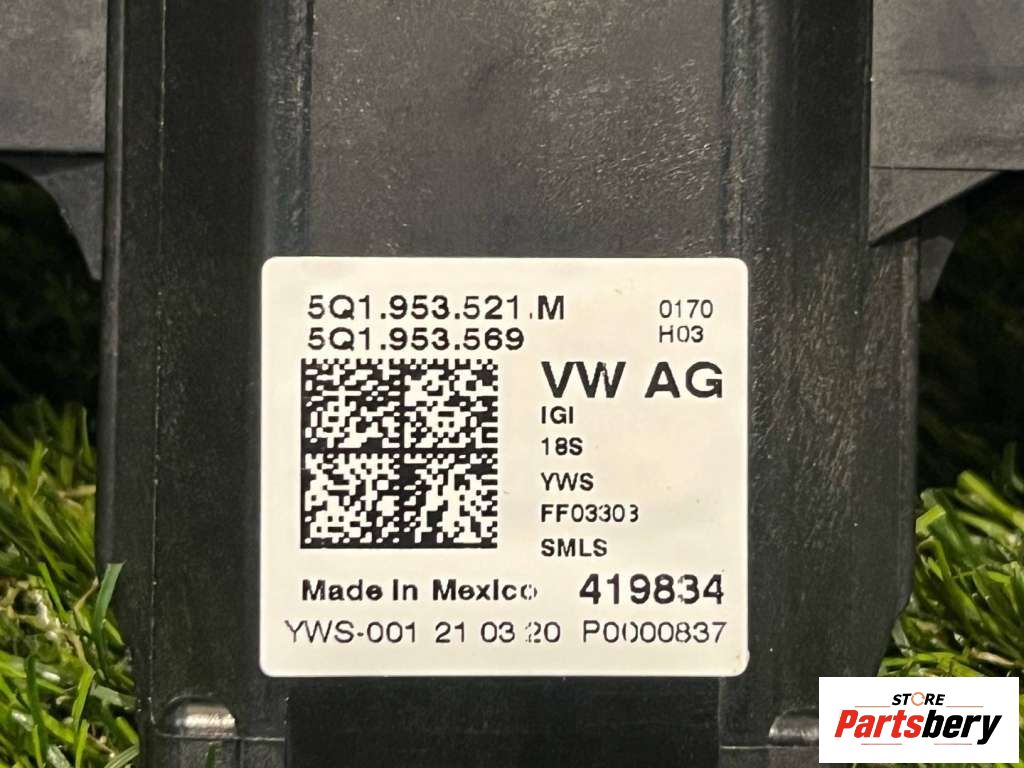 5Q1.953.521.M 0170
5Q1.953.569 H03
VW AG
IGI
18S
YWS
FF03303
SMLS
Made In Mexico 419834
YWS-001 21 03 20 P0000837
STORE
Partsbery